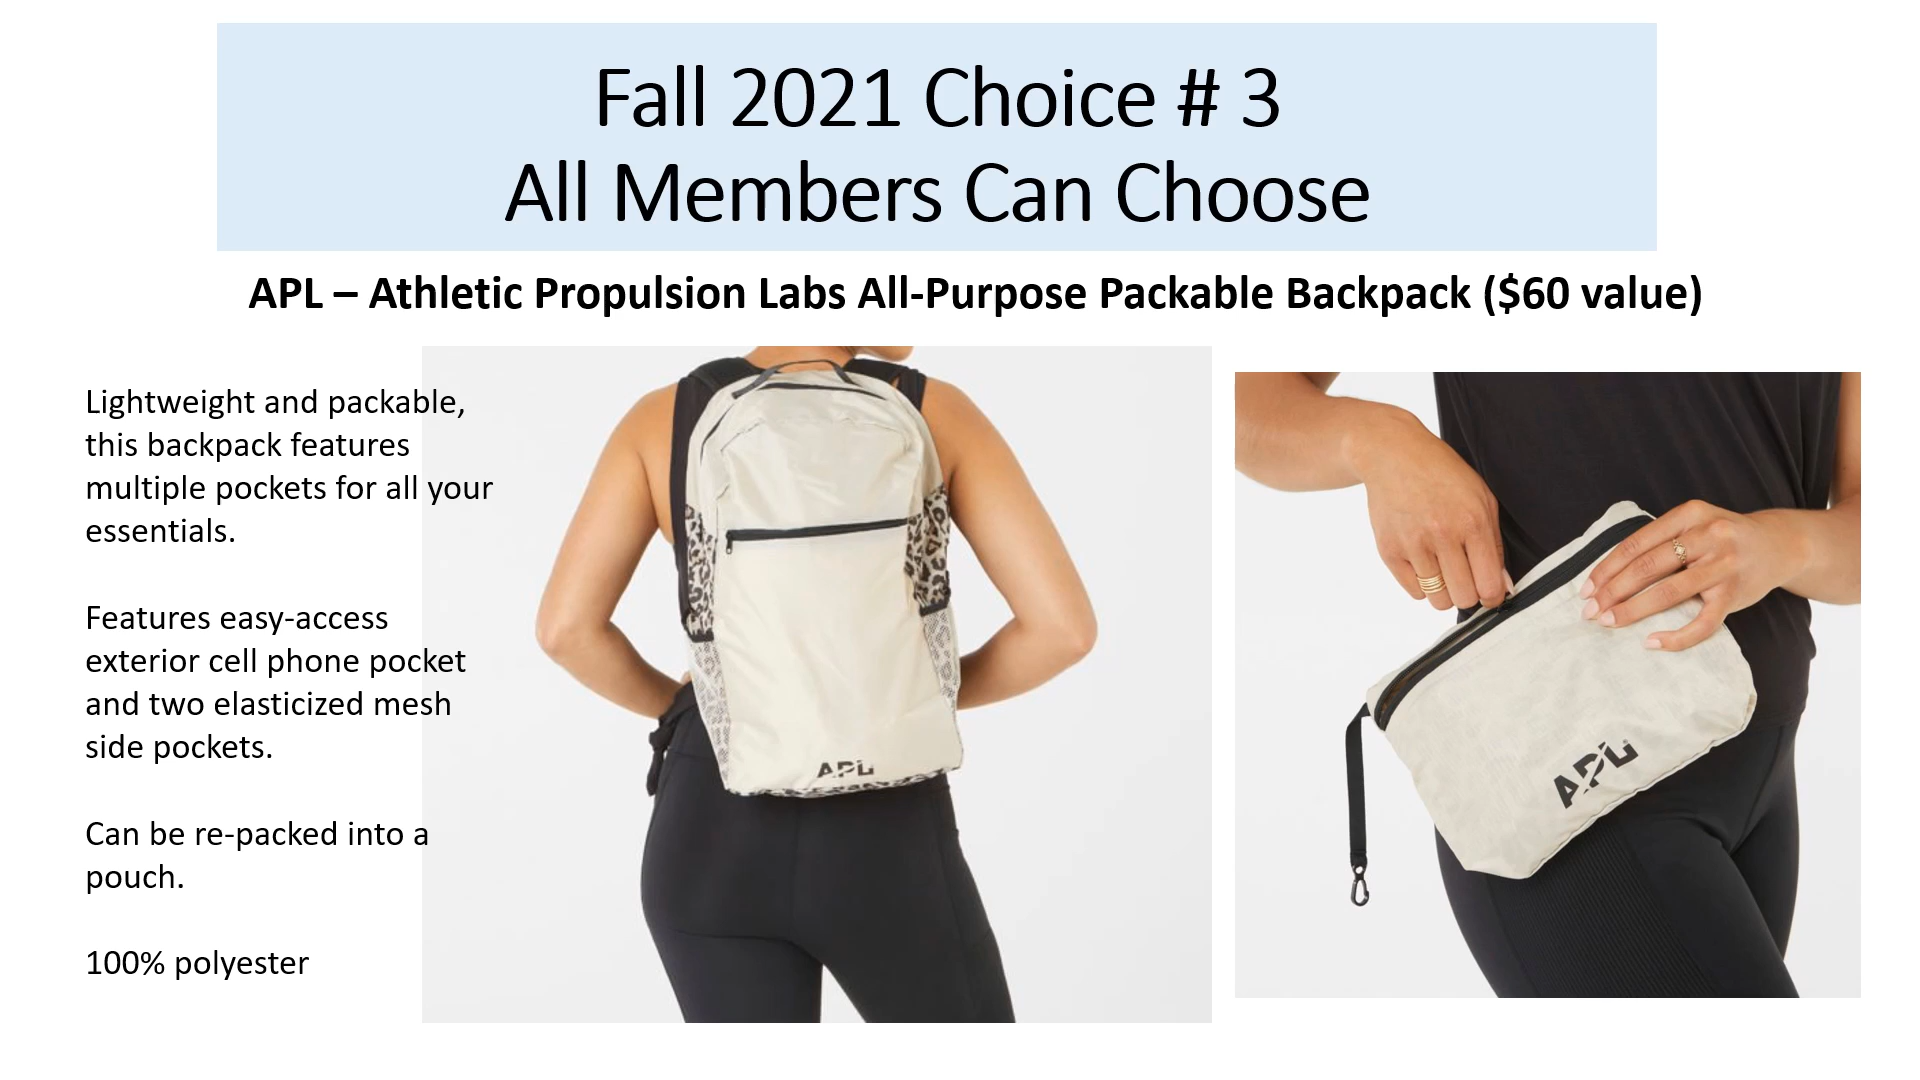 Fall 2021 Choice # 3
All Members Can Choose
APL – Athletic Propulsion Labs All-Purpose Packable Backpack ($60 value)
Lightweight and packable,
this backpack features
multiple pockets for all your
essentials.
Features easy-access
exterior cell phone pocket
and two elasticized mesh
side pockets.
Can be re-packed into a
pouch.
100% polyester
APL
APL